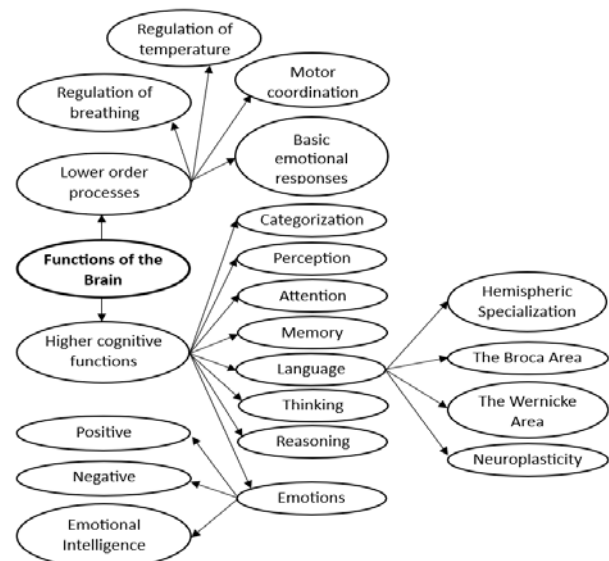 Regulation of
temperature
Motor
coordination
Regulation of
breathing
Basic
emotional
responses
Lower order
processes
Categorization
Functions of the
Brain
Perception
Attention
Hemispheric
Specialization
Memory
Higher cognitive
functions
The Broca Area
Language
Thinking
The Wernicke
Area
Positive
Reasoning
Neuroplasticity
Negative
Emotions
Emotional
Intelligence